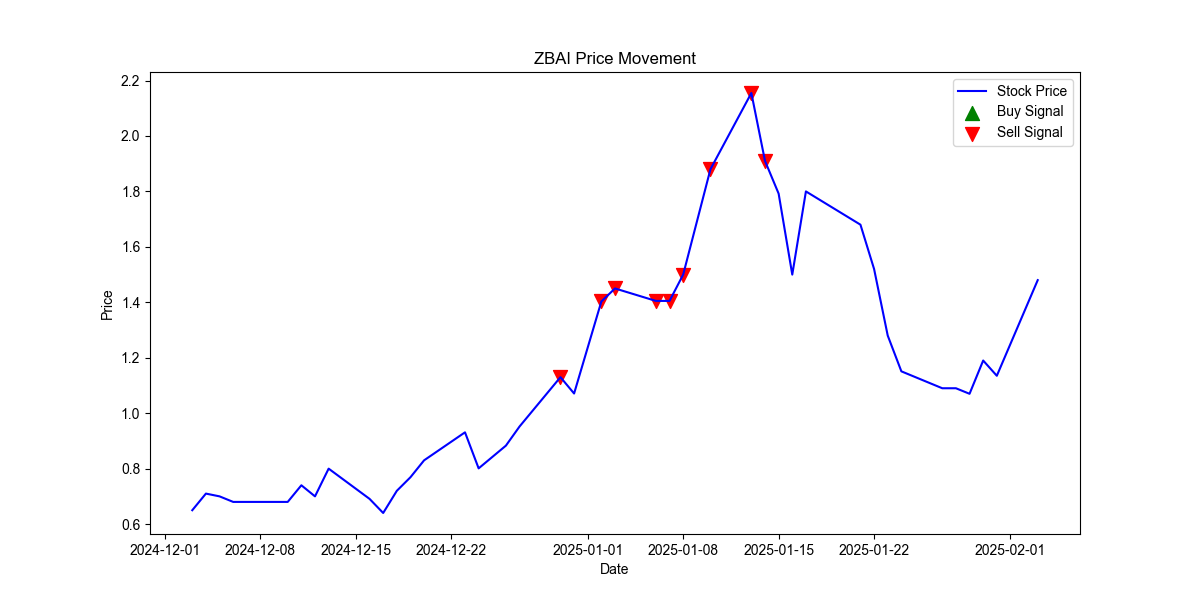 ZBAI Price Movement
Price
2.2
2.0
1.8
1.6
1.4
1.2
1.0
0.8
0.6
Stock Price
Buy Signal
Sell Signal
2024-12-01 2024-12-08 2024-12-15 2024-12-22 2025-01-01 2025-01-08 2025-01-15 2025-01-22 2025-02-01
Date